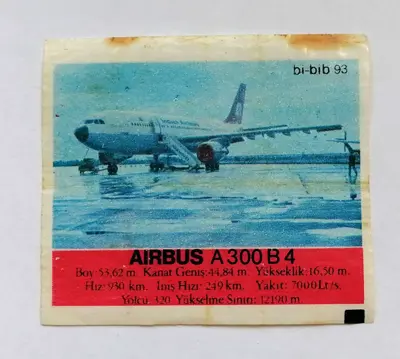 bi-bib 93
AIRBUS A300 B4
Boy 53,62 m. Kanat Geniş:44,84 m. Yükseklik:16,50 m.
Hız:930 km. İniş Hızı: 249 km. Yakıt: 7000 Lt/s.
Yolcu: 320 Yükselme Sınırı: 12190 m.